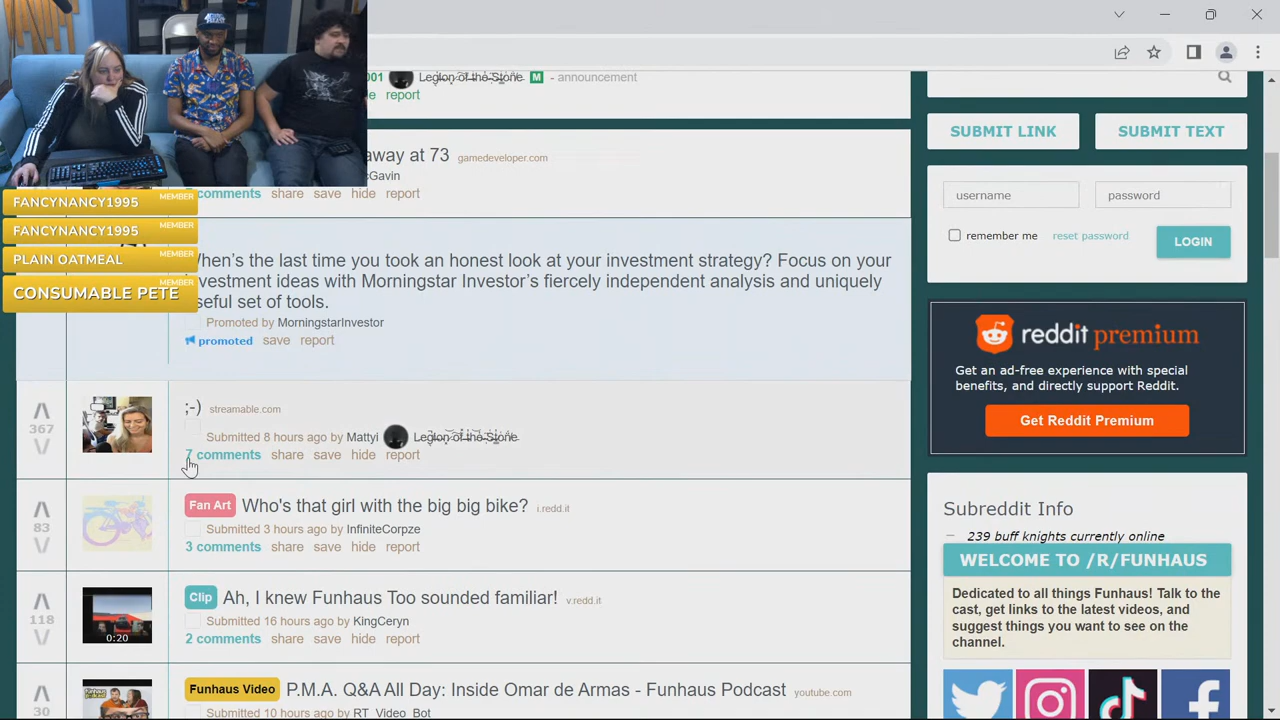 001 Legion of the Stone M - announcement
report
away at 73 gamedeveloper.com
cGavin
comments share save hide report
FANCYNANCY1995 MEMBER
FANCYNANCY1995 MEMBER
PLAIN OATMEAL MEMBER
CONSUMABLE PETE MEMBER
When's the last time you took an honest look at your investment strategy? Focus on your
investment ideas with Morningstar Investor's fiercely independent analysis and uniquely
useful set of tools.
Promoted by MorningstarInvestor
promoted save report
367
;-) streamable.com
Submitted 8 hours ago by Mattyi Legion of the Stone
7 comments share save hide report
83
Fan Art Who's that girl with the big big bike? i.redd.it
Submitted 3 hours ago by InfiniteCorpze
3 comments share save hide report
118
0:20
Clip Ah, I knew Funhaus Too sounded familiar! v.redd.it
Submitted 16 hours ago by KingCeryn
2 comments share save hide report
30
Funhaus Video P.M.A. Q&A All Day: Inside Omar de Armas - Funhaus Podcast youtube.com
Submitted 10 hours ago by RT_Video_Bot
SUBMIT LINK SUBMIT TEXT
username password
remember me reset password LOGIN
reddit premium
Get an ad-free experience with special
benefits, and directly support Reddit.
Get Reddit Premium
Subreddit Info
239 buff knights currently online
WELCOME TO /R/FUNHAUS
Dedicated to all things Funhaus! Talk to the
cast, get links to the latest videos, and
suggest things you want to see on the
channel.